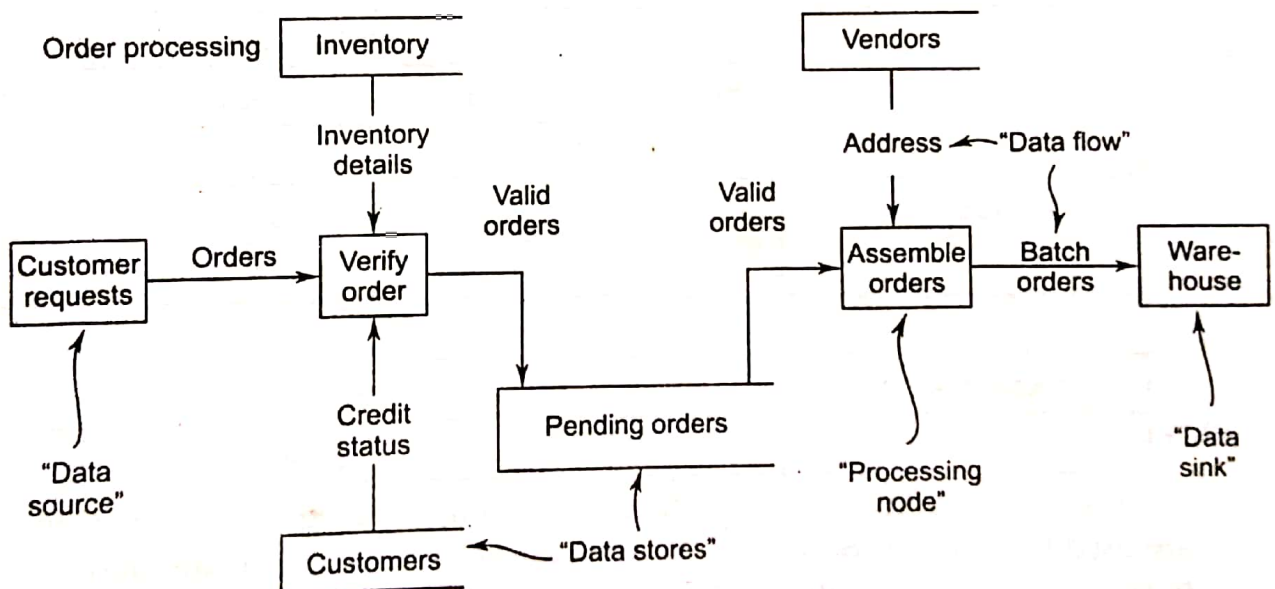 Order processing
Inventory
Vendors
Inventory
details
Address
“Data flow”
Valid
orders
Valid
orders
Customer
requests
Orders
Verify
order
Assemble
orders
Batch
orders
Ware-
house
Credit
status
Pending orders
“Data
source”
“Processing
node”
“Data
sink”
Customers
“Data stores”